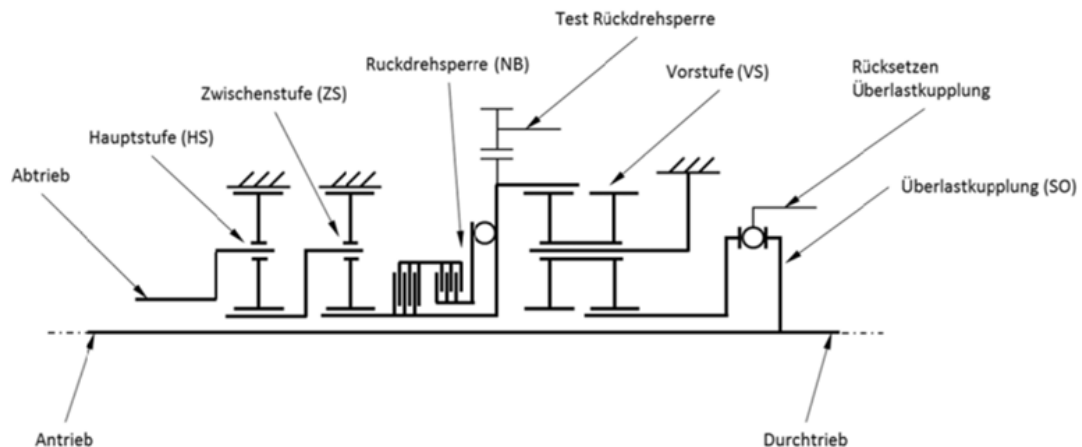 Test Rückdrehsperre
Ruckdrehsperre (NB)
Vorstufe (VS)
Rücksetzen
Überlastkupplung
Zwischenstufe (ZS)
Hauptstufe (HS)
Abtrieb
Überlastkupplung (SO)
Antrieb
Durchtrieb